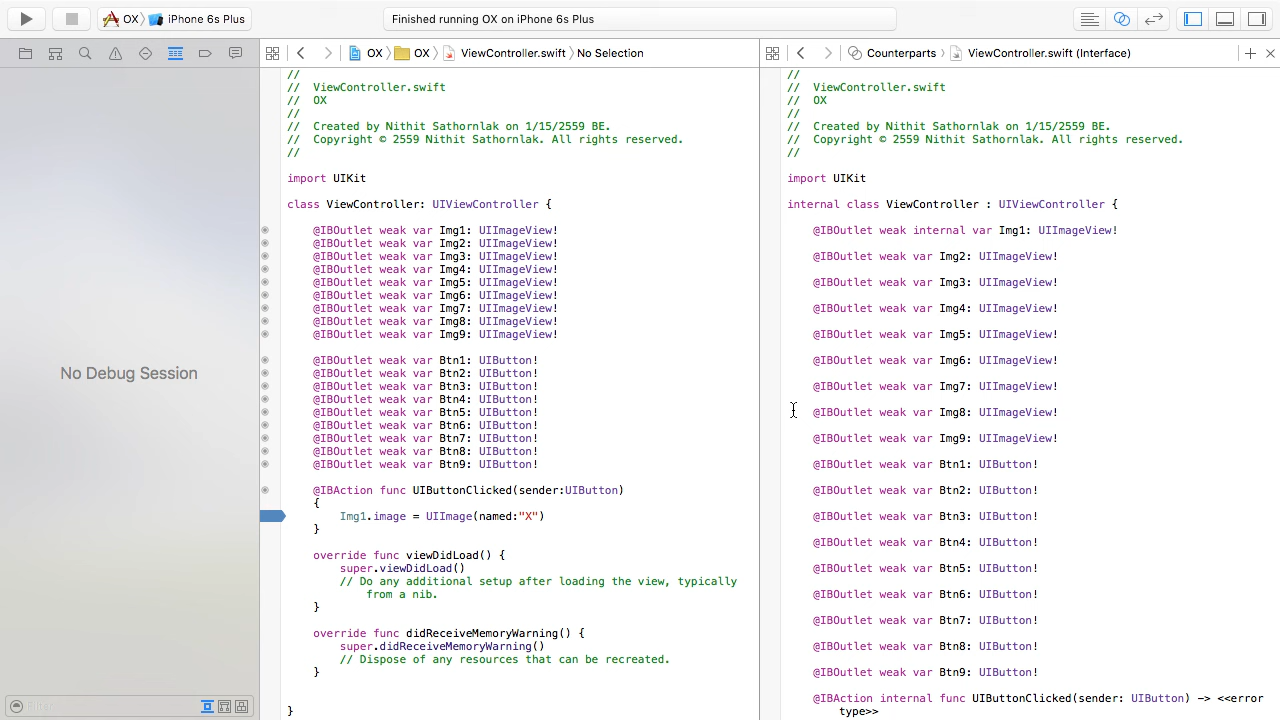 OX iPhone 6s Plus
Finished running OX on iPhone 6s Plus
OX OX ViewController.swift No Selection
Counterparts ViewController.swift (Interface)
No Debug Session
//
// ViewController.swift
// OX
//
// Created by Nithit Sathornlak on 1/15/2559 BE.
// Copyright © 2559 Nithit Sathornlak. All rights reserved.
//
import UIKit
class ViewController: UIViewController {
@IBOutlet weak var Img1: UIImageView!
@IBOutlet weak var Img2: UIImageView!
@IBOutlet weak var Img3: UIImageView!
@IBOutlet weak var Img4: UIImageView!
@IBOutlet weak var Img5: UIImageView!
@IBOutlet weak var Img6: UIImageView!
@IBOutlet weak var Img7: UIImageView!
@IBOutlet weak var Img8: UIImageView!
@IBOutlet weak var Img9: UIImageView!
@IBOutlet weak var Btn1: UIButton!
@IBOutlet weak var Btn2: UIButton!
@IBOutlet weak var Btn3: UIButton!
@IBOutlet weak var Btn4: UIButton!
@IBOutlet weak var Btn5: UIButton!
@IBOutlet weak var Btn6: UIButton!
@IBOutlet weak var Btn7: UIButton!
@IBOutlet weak var Btn8: UIButton!
@IBOutlet weak var Btn9: UIButton!
@IBAction func UIButtonClicked(sender:UIButton)
{
Img1.image = UIImage(named:"X")
}
override func viewDidLoad() {
super.viewDidLoad()
// Do any additional setup after loading the view, typically
from a nib.
}
override func didReceiveMemoryWarning() {
super.didReceiveMemoryWarning()
// Dispose of any resources that can be recreated.
}
}
//
// ViewController.swift
// OX
//
// Created by Nithit Sathornlak on 1/15/2559 BE.
// Copyright © 2559 Nithit Sathornlak. All rights reserved.
//
import UIKit
internal class ViewController : UIViewController {
@IBOutlet weak internal var Img1: UIImageView!
@IBOutlet weak var Img2: UIImageView!
@IBOutlet weak var Img3: UIImageView!
@IBOutlet weak var Img4: UIImageView!
@IBOutlet weak var Img5: UIImageView!
@IBOutlet weak var Img6: UIImageView!
@IBOutlet weak var Img7: UIImageView!
@IBOutlet weak var Img8: UIImageView!
@IBOutlet weak var Img9: UIImageView!
@IBOutlet weak var Btn1: UIButton!
@IBOutlet weak var Btn2: UIButton!
@IBOutlet weak var Btn3: UIButton!
@IBOutlet weak var Btn4: UIButton!
@IBOutlet weak var Btn5: UIButton!
@IBOutlet weak var Btn6: UIButton!
@IBOutlet weak var Btn7: UIButton!
@IBOutlet weak var Btn8: UIButton!
@IBOutlet weak var Btn9: UIButton!
@IBAction internal func UIButtonClicked(sender: UIButton) -> <<error
type>>